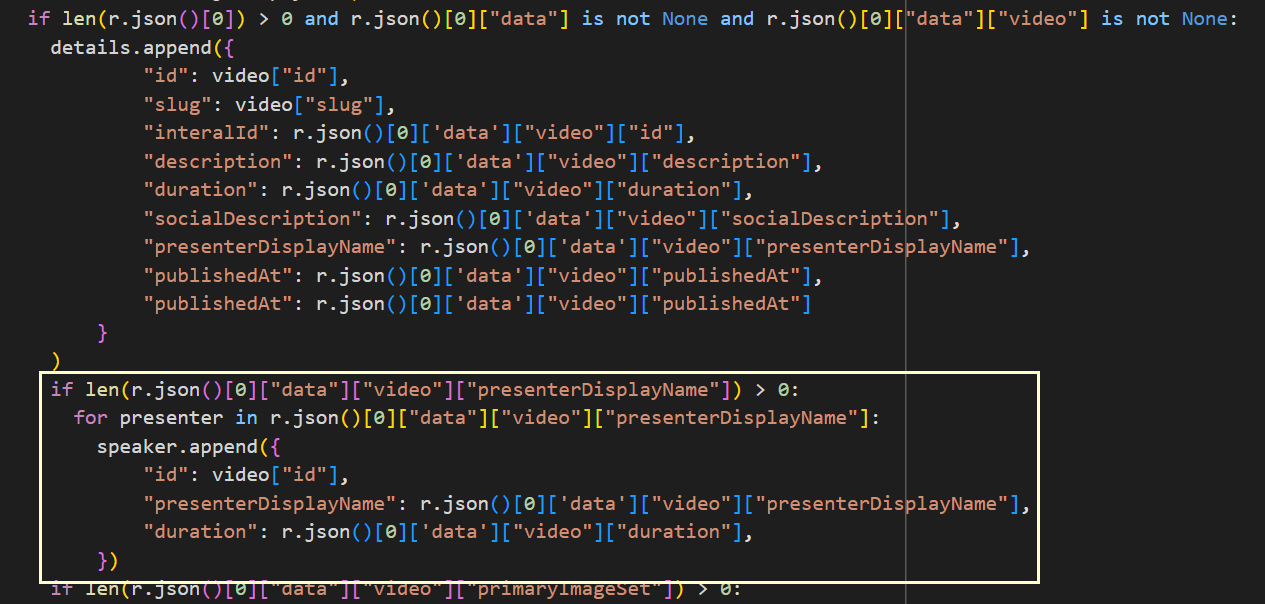 if len(r.json()[0]) > 0 and r.json()[0]["data"] is not None and r.json()[0]["data"]["video"] is not None:
details.append({
"id": video["id"],
"slug": video["slug"],
"interalId": r.json()[0]['data']["video"]["id"],
"description": r.json()[0]['data']["video"]["description"],
"duration": r.json()[0]['data']["video"]["duration"],
"socialDescription": r.json()[0]['data']["video"]["socialDescription"],
"presenterDisplayName": r.json()[0]['data']["video"]["presenterDisplayName"],
"publishedAt": r.json()[0]['data']["video"]["publishedAt"],
"publishedAt": r.json()[0]['data']["video"]["publishedAt"]
}
)
if len(r.json()[0]["data"]["video"]["presenterDisplayName"]) > 0:
for presenter in r.json()[0]["data"]["video"]["presenterDisplayName"]:
speaker.append({
"id": video["id"],
"presenterDisplayName": r.json()[0]['data']["video"]["presenterDisplayName"],
"duration": r.json()[0]['data']["video"]["duration"],
})
if len(r.json()[0]["data"]["video"]["primaryImageSet"]) > 0: